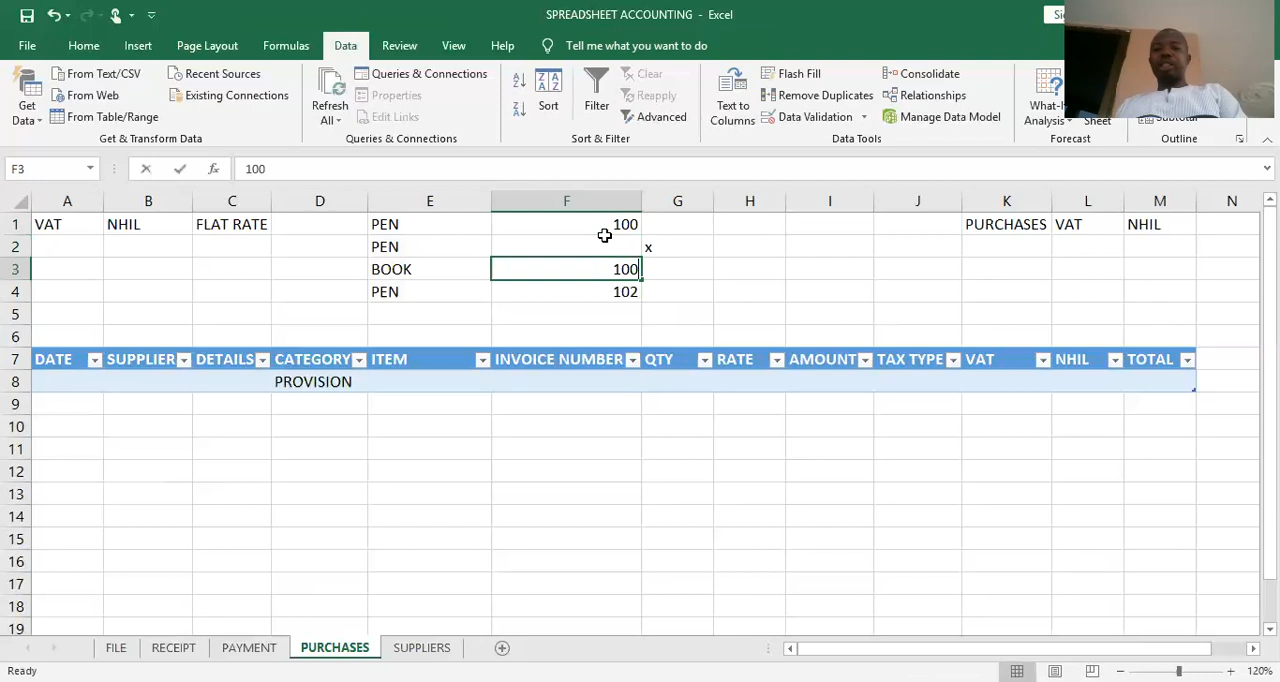 SPREADSHEET ACCOUNTING - Excel
File Home Insert Page Layout Formulas Data Review View Help Tell me what you want to do
From Text/CSV Recent Sources Queries & Connections Clear Flash Fill Consolidate
From Web Existing Connections Properties Reapply Remove Duplicates Relationships
From Table/Range Edit Links Advanced Data Validation Manage Data Model
Get Data Refresh All Sort Filter Text to Columns What-If Analysis Sheet
Get & Transform Data Queries & Connections Sort & Filter Data Tools Forecast Outline
F3 fx 100
A B C D E F G H I J K L M N
1 VAT NHIL FLAT RATE PEN 100 PURCHASES VAT NHIL
2 PEN x
3 BOOK 100
4 PEN 102
5
6
7 DATE SUPPLIER DETAILS CATEGORY ITEM INVOICE NUMBER QTY RATE AMOUNT TAX TYPE VAT NHIL TOTAL
8 PROVISION
9
10
11
12
13
14
15
16
17
18
19
FILE RECEIPT PAYMENT PURCHASES SUPPLIERS
Ready 120%